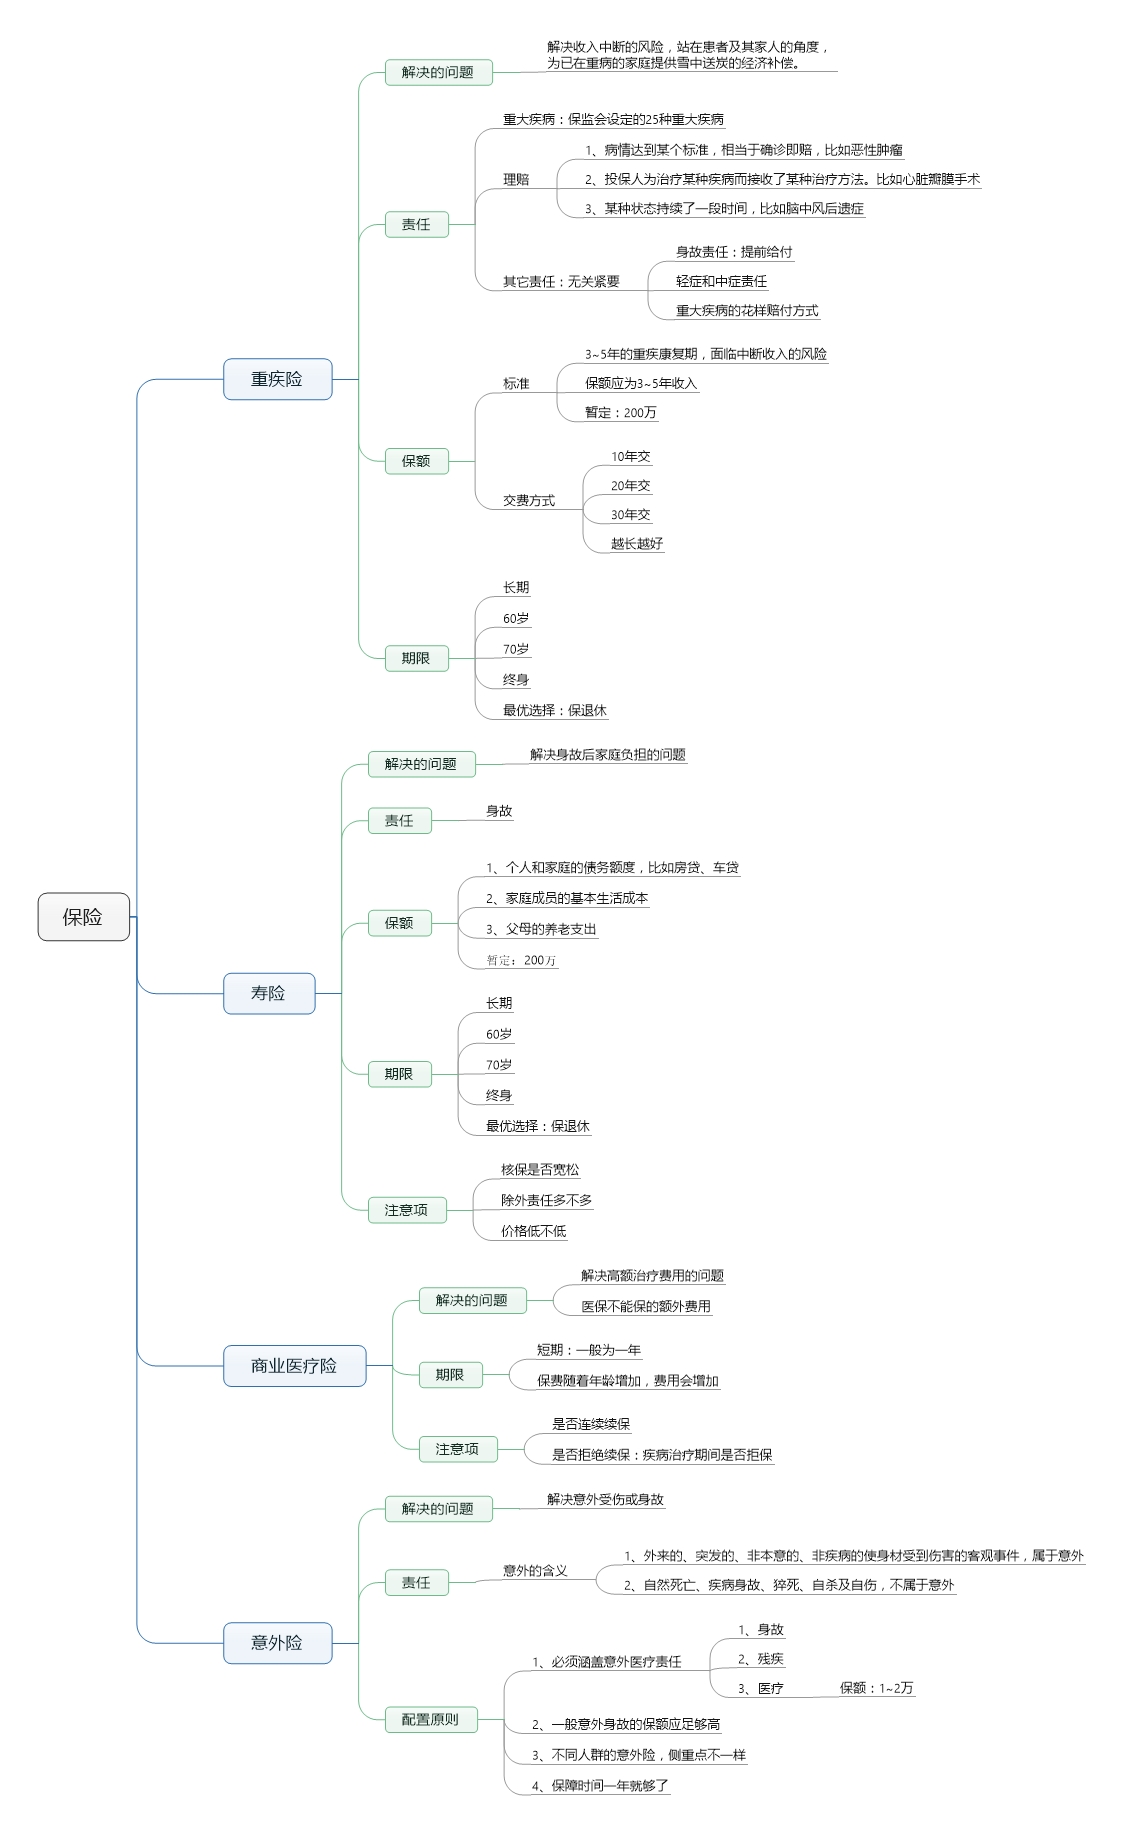 解决收入中断的风险，站在患者及其家人的角度，
为已在重病的家庭提供雪中送炭的经济补偿。
解决的问题
重大疾病：保监会设定的25种重大疾病
1、病情达到某个标准，相当于确诊即赔，比如恶性肿瘤
理赔
2、投保人为治疗某种疾病而接收了某种治疗方法。比如心脏瓣膜手术
3、某种状态持续了一段时间，比如脑中风后遗症
责任
身故责任：提前给付
其它责任：无关紧要
轻症和中症责任
重大疾病的花样赔付方式
重疾险
3~5年的重疾康复期，面临中断收入的风险
标准
保额应为3~5年收入
暂定：200万
保额
10年交
20年交
交费方式
30年交
越长越好
长期
60岁
70岁
期限
终身
最优选择：保退休
解决的问题
解决身故后家庭负担的问题
责任
身故
1、个人和家庭的债务额度，比如房贷、车贷
2、家庭成员的基本生活成本
保额
3、父母的养老支出
暂定：200万
保险
寿险
长期
60岁
70岁
期限
终身
最优选择：保退休
核保是否宽松
除外责任多不多
注意项
价格低不低
解决高额治疗费用的问题
解决的问题
医保不能保的额外费用
短期：一般为一年
商业医疗险
期限
保费随着年龄增加，费用会增加
是否连续续保
注意项
是否拒绝续保：疾病治疗期间是否拒保
解决的问题
解决意外受伤或身故
1、外来的、突发的、非本意的、非疾病的使身材受到伤害的客观事件，属于意外
意外的含义
责任
2、自然死亡、疾病身故、猝死、自杀及自伤，不属于意外
意外险
1、身故
1、必须涵盖意外医疗责任
2、残疾
3、医疗
保额：1~2万
配置原则
2、一般意外身故的保额应足够高
3、不同人群的意外险，侧重点不一样
4、保障时间一年就够了